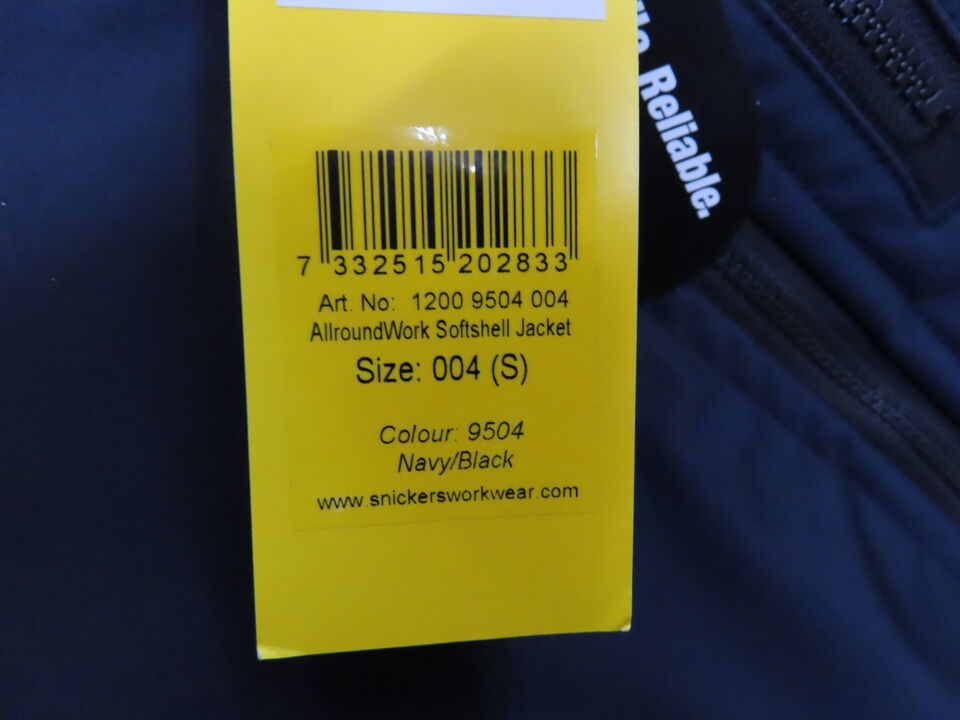 Reliable.
7 332515 202833
Art. No: 1200 9504 004
AllroundWork Softshell Jacket
Size: 004 (S)
Colour: 9504
Navy/Black
www.snickersworkwear.com